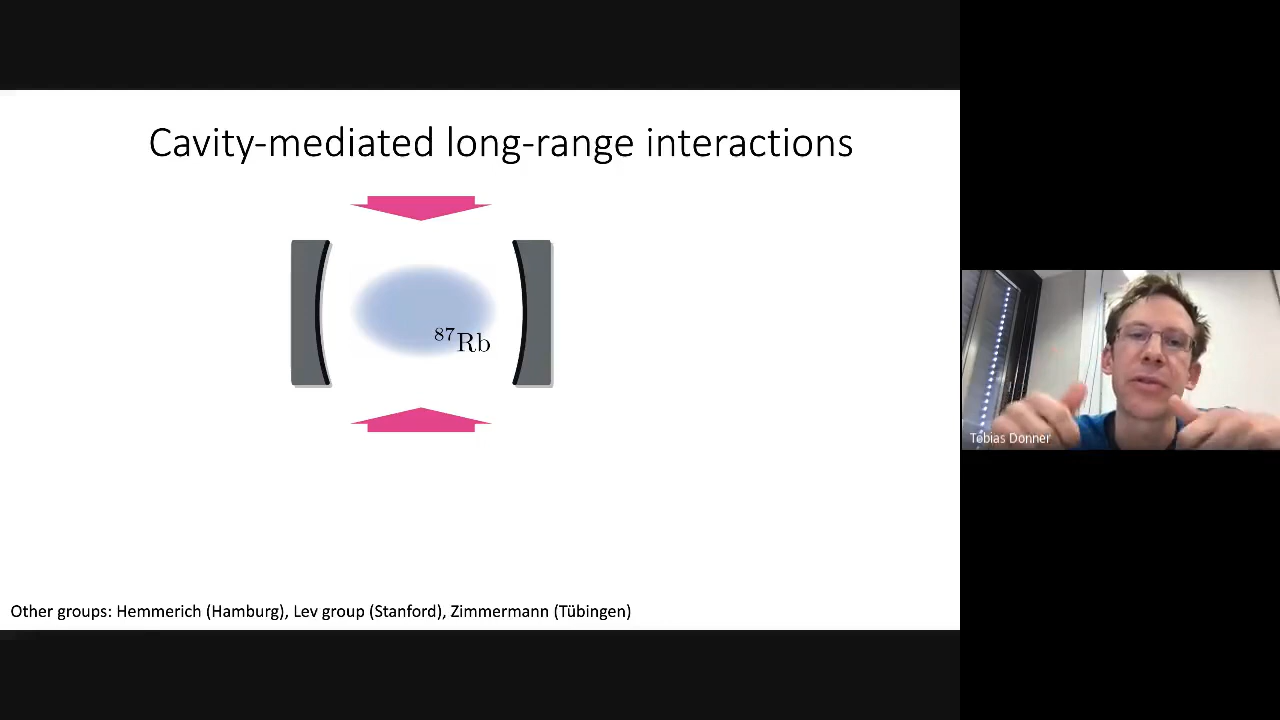 Cavity-mediated long-range interactions
⁸⁷Rb
Tobias Donner
Other groups: Hemmerich (Hamburg), Lev group (Stanford), Zimmermann (Tübingen)